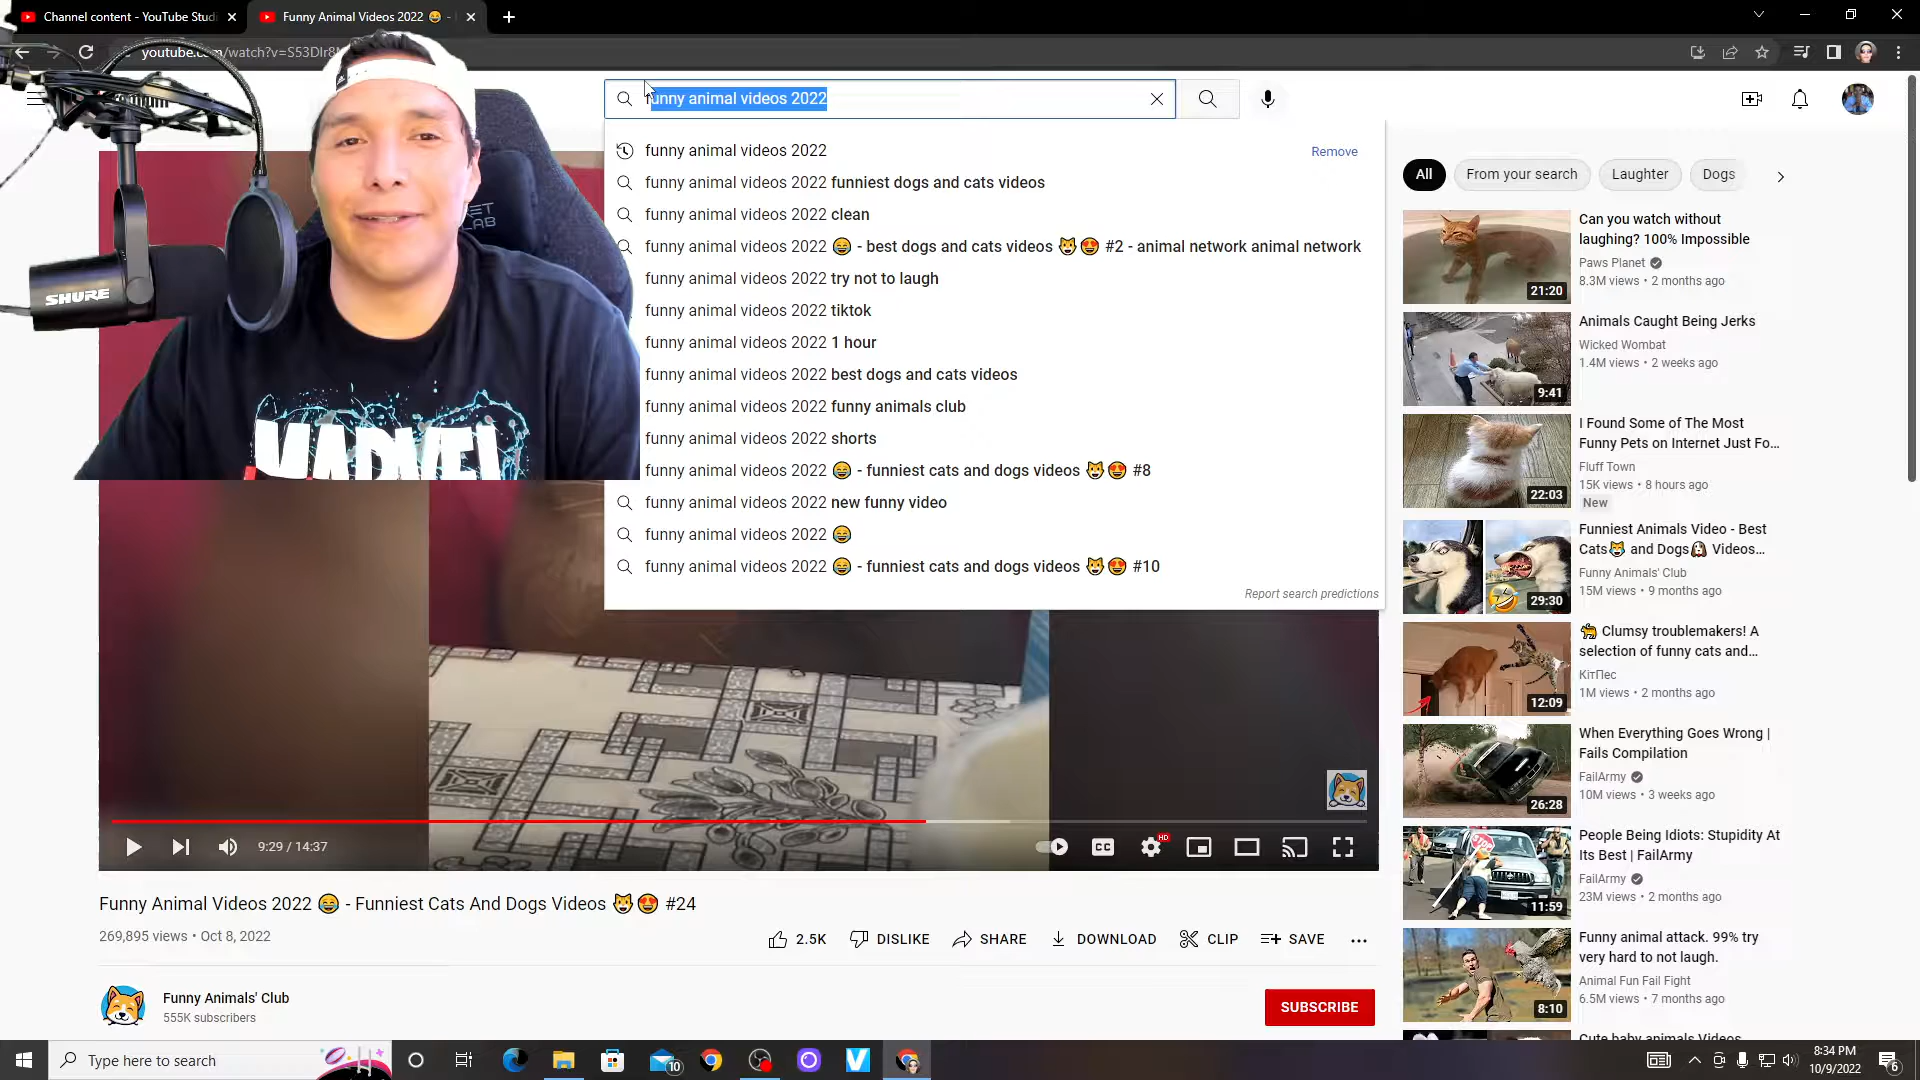 Channel content - YouTube Studi
Funny Animal Videos 2022 😂 -
youtube.com/watch?v=S53DIr8
funny animal videos 2022
funny animal videos 2022
Remove
funny animal videos 2022 funniest dogs and cats videos
funny animal videos 2022 clean
funny animal videos 2022 😂 - best dogs and cats videos 😺😍 #2 - animal network animal network
funny animal videos 2022 try not to laugh
funny animal videos 2022 tiktok
funny animal videos 2022 1 hour
funny animal videos 2022 best dogs and cats videos
funny animal videos 2022 funny animals club
funny animal videos 2022 shorts
funny animal videos 2022 😂 - funniest cats and dogs videos 😺😍 #8
funny animal videos 2022 new funny video
funny animal videos 2022 😂
funny animal videos 2022 😂 - funniest cats and dogs videos 😺😍 #10
Report search predictions
SHURE
MARVEL
HD
9:29 / 14:37
Funny Animal Videos 2022 😂 - Funniest Cats And Dogs Videos 😺😍 #24
269,895 views • Oct 8, 2022
2.5K
DISLIKE
SHARE
DOWNLOAD
CLIP
SAVE
Funny Animals' Club
555K subscribers
SUBSCRIBE
All
From your search
Laughter
Dogs
21:20
Can you watch without
laughing? 100% Impossible
Paws Planet
8.3M views • 2 months ago
9:41
Animals Caught Being Jerks
Wicked Wombat
1.4M views • 2 weeks ago
22:03
I Found Some of The Most
Funny Pets on Internet Just Fo...
Fluff Town
15K views • 8 hours ago
New
29:30
Funniest Animals Video - Best
Cats😹 and Dogs🐶 Videos...
Funny Animals' Club
15M views • 9 months ago
12:09
🐈 Clumsy troublemakers! A
selection of funny cats and...
КітПес
1M views • 2 months ago
26:28
When Everything Goes Wrong |
Fails Compilation
FailArmy
10M views • 3 weeks ago
11:59
People Being Idiots: Stupidity At
Its Best | FailArmy
FailArmy
23M views • 2 months ago
8:10
Funny animal attack. 99% try
very hard to not laugh.
Animal Fun Fail Fight
6.5M views • 7 months ago
Cute baby animals Videos
Type here to search
10
8:34 PM
10/9/2022
6